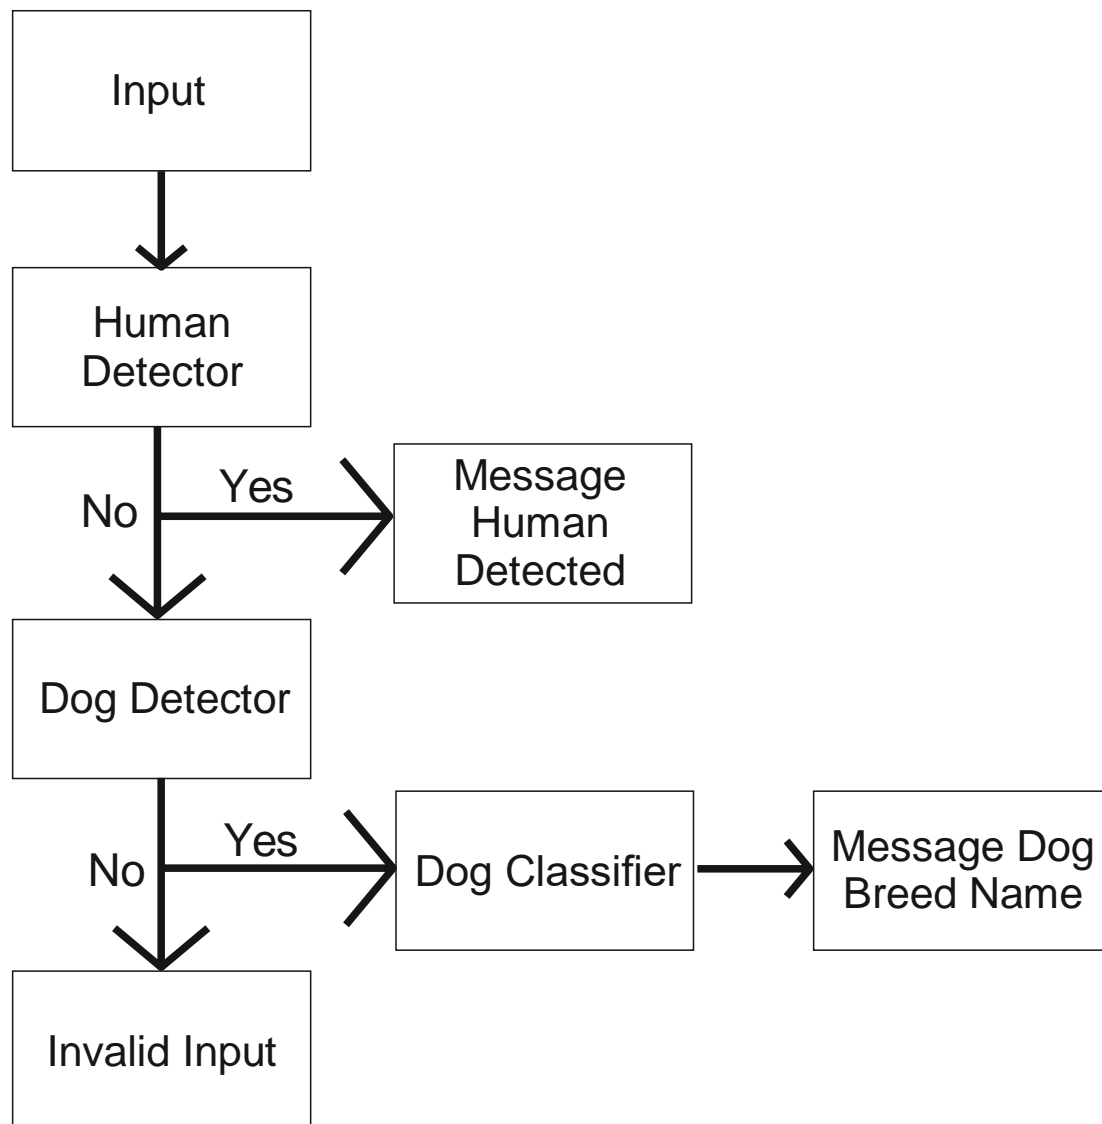 Input
Human
Detector
No
Yes
Message
Human
Detected
Dog Detector
No
Yes
Dog Classifier
Message Dog
Breed Name
Invalid Input